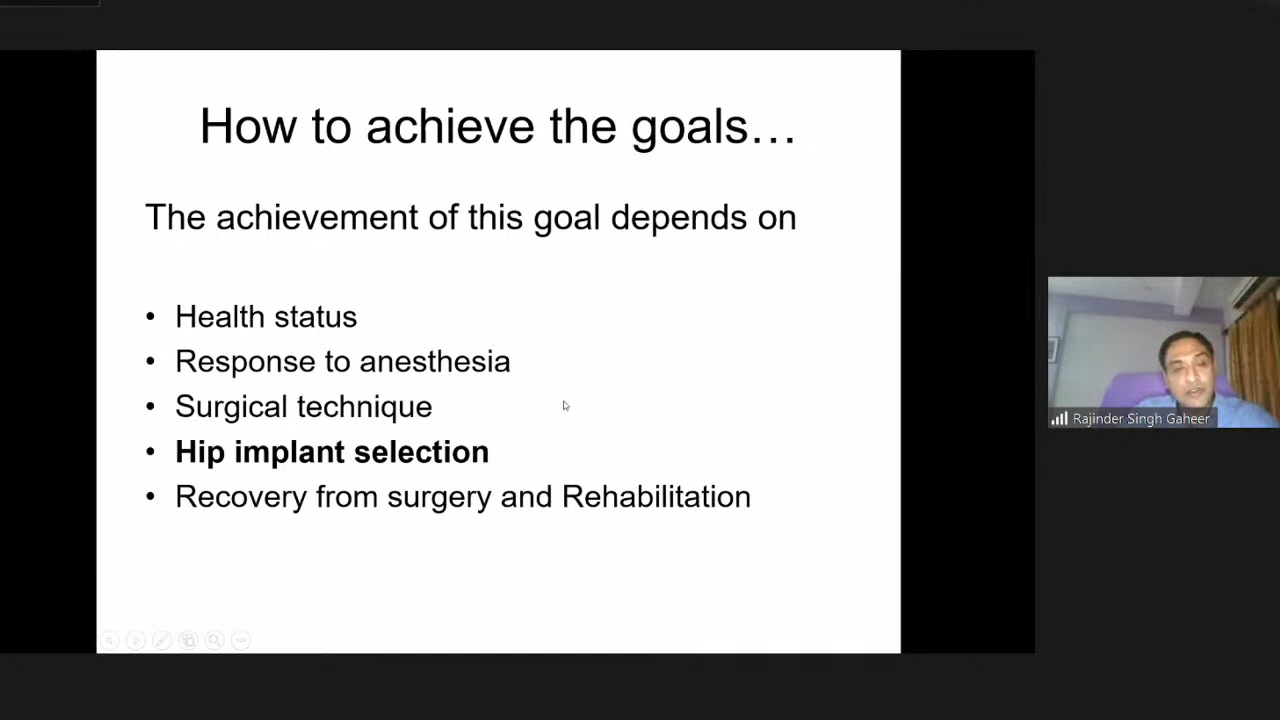 How to achieve the goals…
The achievement of this goal depends on
• Health status
• Response to anesthesia
• Surgical technique
• Hip implant selection
• Recovery from surgery and Rehabilitation
Rajinder Singh Gaheer